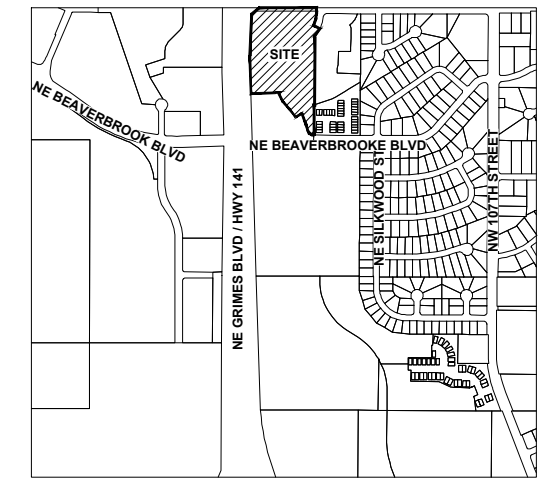 SITE
NE BEAVERBROOK BLVD
NE BEAVERBROOKE BLVD
NE GRIMES BLVD / HWY 141
NE SILKWOOD ST
NW 107TH STREET